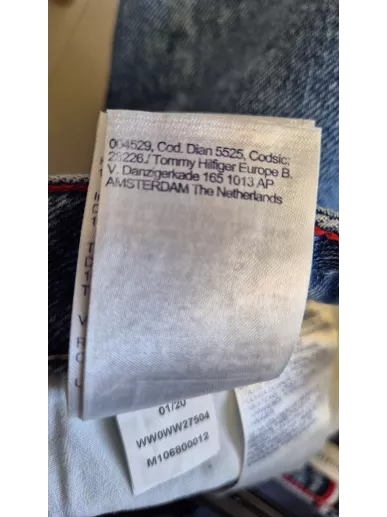 004529, Cod. Dian 5525, Codsic:
28226./ Tommy Hilfiger Europe B.
V. Danzigerkade 165 1013 AP
AMSTERDAM The Netherlands
01/20
WW0WW27504
M106800012